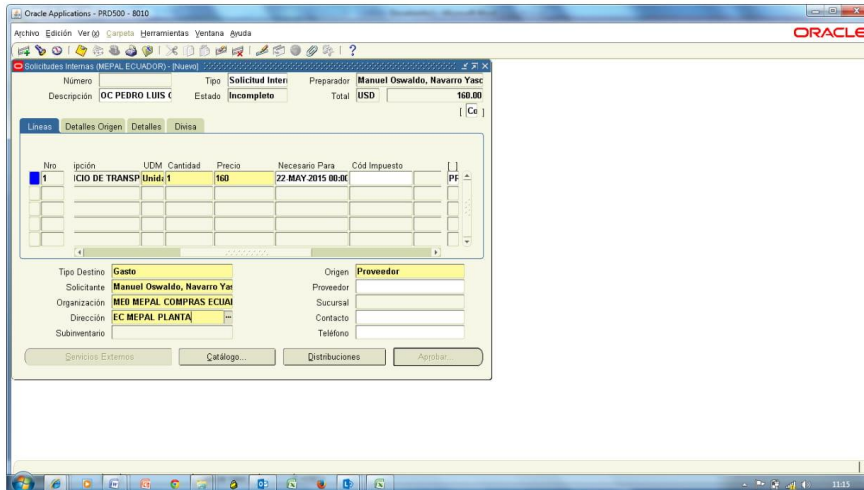 Oracle Applications - PRD500 - 8010
Archivo Edición Ver (x) Carpeta Herramientas Ventana Ayuda
ORACLE
Solicitudes Internas (MEPAL ECUADOR) - [Nuevo]
Número Tipo Solicitud Intern Preparador Manuel Oswaldo, Navarro Yasc
Descripción OC PEDRO LUIS Estado Incompleto Total USD 160.00
[ Co ]
Líneas Detalles Origen Detalles Divisa
Nro ipción UDM Cantidad Precio Necesario Para Cód Impuesto [ ]
1 ICIO DE TRANSP Unida 1 160 22-MAY-2015 00:00 PF
Tipo Destino Gasto Origen Proveedor
Solicitante Manuel Oswaldo, Navarro Yas Proveedor
Organización ME0 MEPAL COMPRAS ECUAI Sucursal
Dirección EC MEPAL PLANTA ... Contacto
Subinventario Teléfono
Servicios Externos Catálogo... Distribuciones Aprobar...
11:15